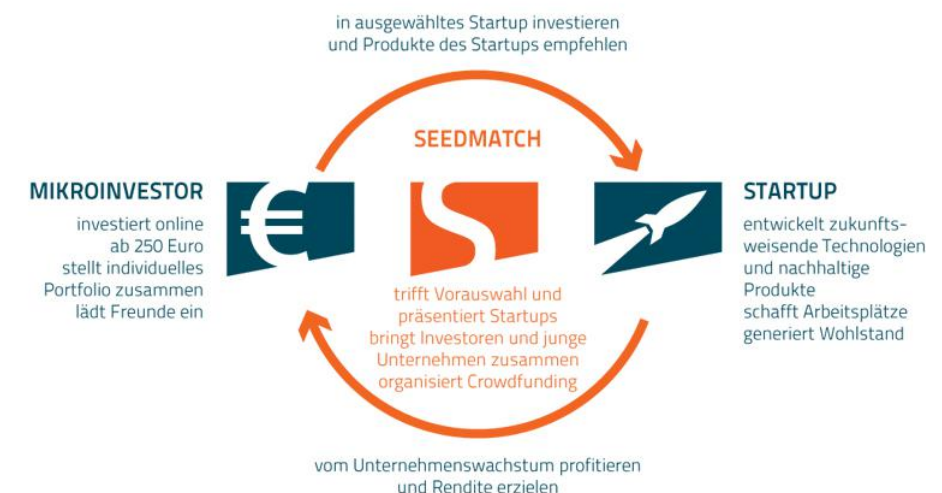 in ausgewähltes Startup investieren
und Produkte des Startups empfehlen
SEEDMATCH
MIKROINVESTOR
investiert online
ab 250 Euro
stellt individuelles
Portfolio zusammen
lädt Freunde ein
€
trifft Vorauswahl und
präsentiert Startups
bringt Investoren und junge
Unternehmen zusammen
organisiert Crowdfunding
STARTUP
entwickelt zukunfts-
weisende Technologien
und nachhaltige
Produkte
schafft Arbeitsplätze
generiert Wohlstand
vom Unternehmenswachstum profitieren
und Rendite erzielen